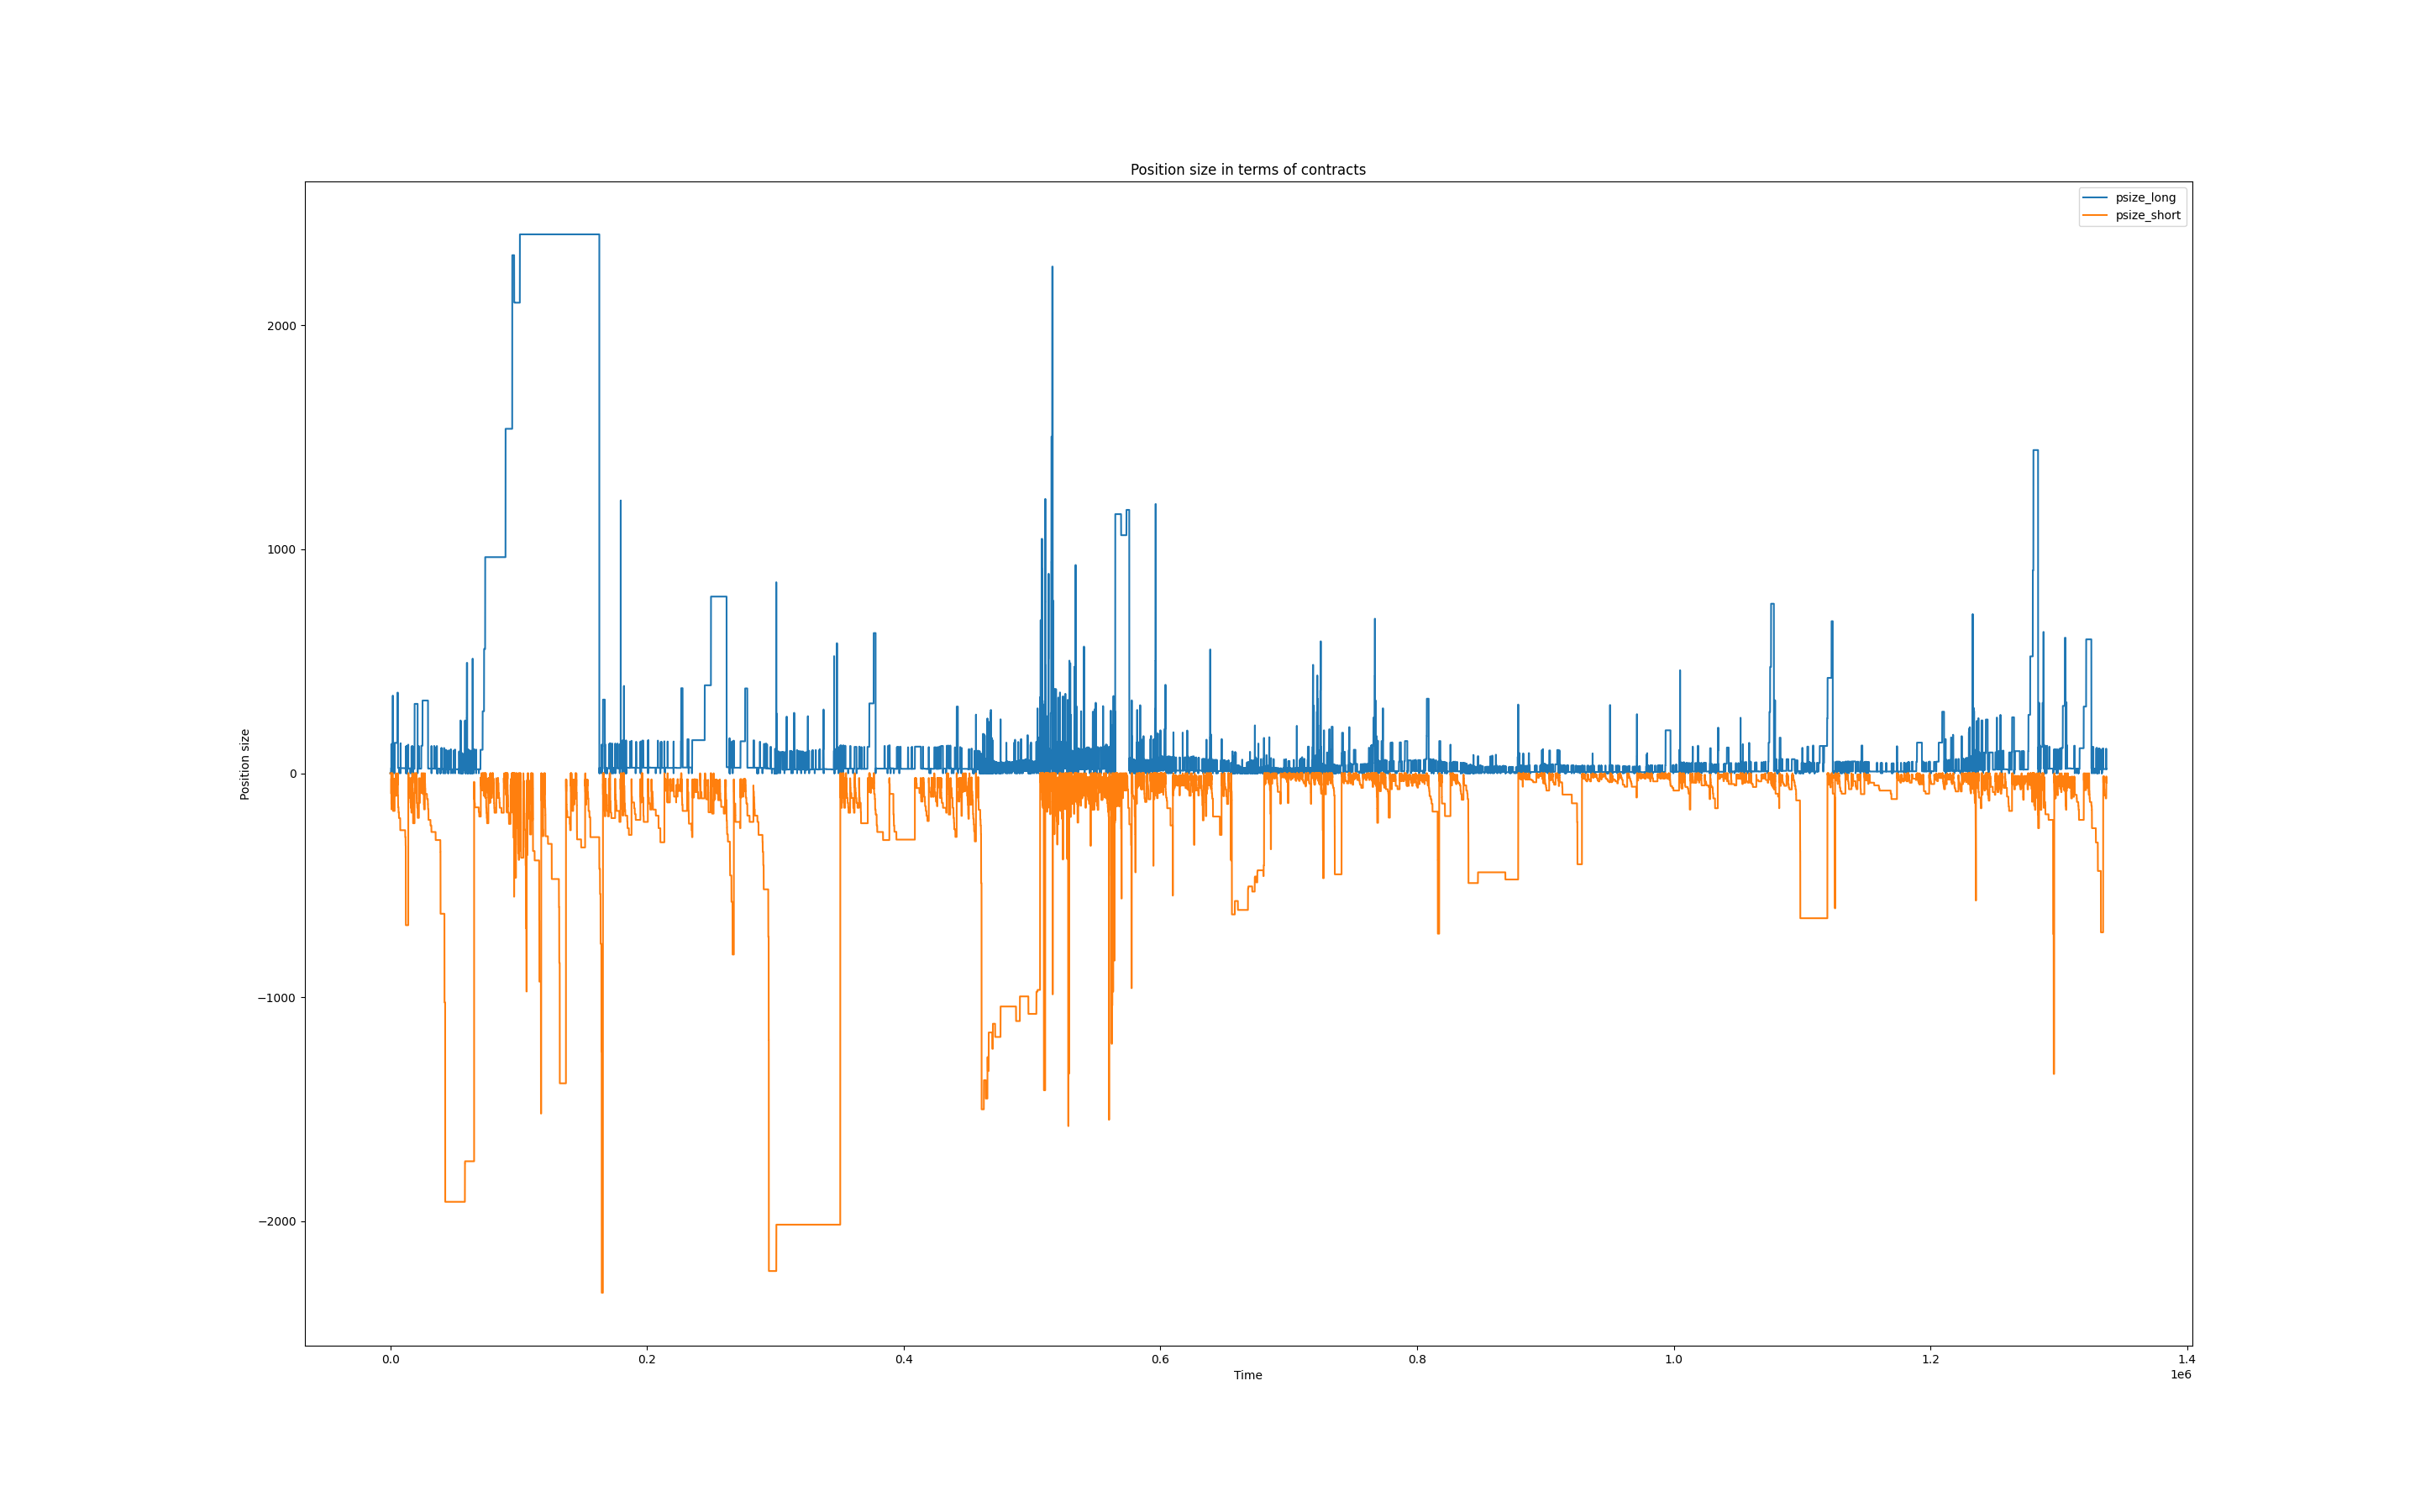 Position size in terms of contracts
psize_long
psize_short
Position size
2000
1000
0
−1000
−2000
0.0 0.2 0.4 0.6 0.8 1.0 1.2 1.4
1e6
Time